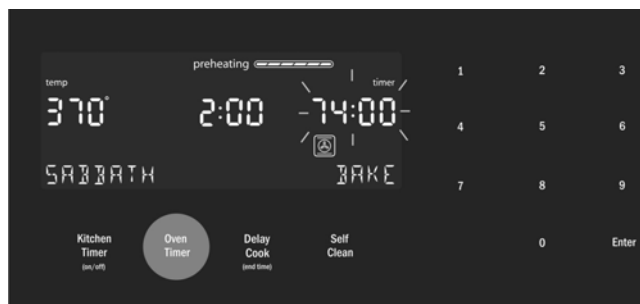 preheating
temp
timer
370°
2:00
74:00
SABBATH
BAKE
Kitchen Timer
(on/off)
Oven Timer
Delay Cook
(end time)
Self Clean
1 2 3
4 5 6
7 8 9
0 Enter